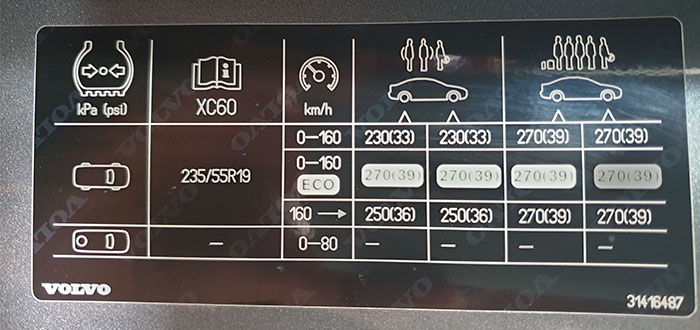 kPa (psi) XC60 km/h
0—160 230(33) 230(33) 270(39) 270(39)
235/55R19 0—160 ECO 270(39) 270(39) 270(39) 270(39)
160 → 250(36) 250(36) 270(39) 270(39)
— 0—80 — — — —
VOLVO 31416487